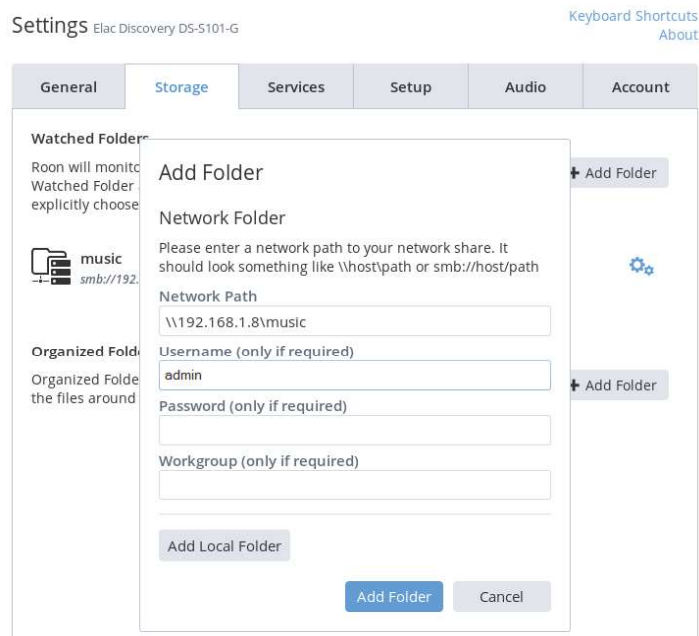 Settings Elac Discovery DS-S101-G
Keyboard Shortcuts
About
General
Storage
Services
Setup
Audio
Account
Watched Folders
Roon will monito
Watched Folder
explicitly choose
+ Add Folder
music
smb://192.
Organized Folde
Organized Folde
the files around
+ Add Folder
Add Folder
Network Folder
Please enter a network path to your network share. It
should look something like \\host\path or smb://host/path
Network Path
\\192.168.1.8\music
Username (only if required)
admin
Password (only if required)
Workgroup (only if required)
Add Local Folder
Add Folder
Cancel